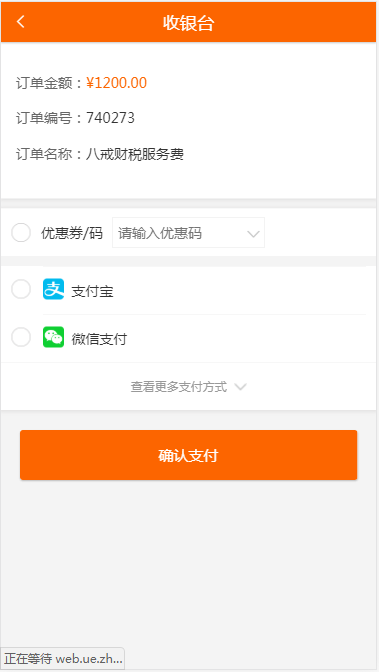 收银台
订单金额：¥1200.00
订单编号：740273
订单名称：八戒财税服务费
优惠券/码 请输入优惠码
支付宝
微信支付
查看更多支付方式
确认支付
正在等待 web.ue.zh...